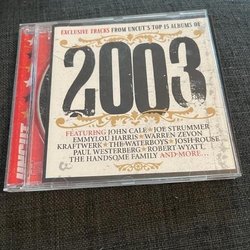 EXCLUSIVE TRACKS FROM UNCUT'S TOP 15 ALBUMS OF
2003
FEATURING JOHN CALE ★ JOE STRUMMER
EMMYLOU HARRIS ★ WARREN ZEVON
KRAFTWERK ★ THE WATERBOYS ★ JOSH ROUSE
PAUL WESTERBERG ★ ROBERT WYATT,
THE HANDSOME FAMILY AND MORE...
UNCUT